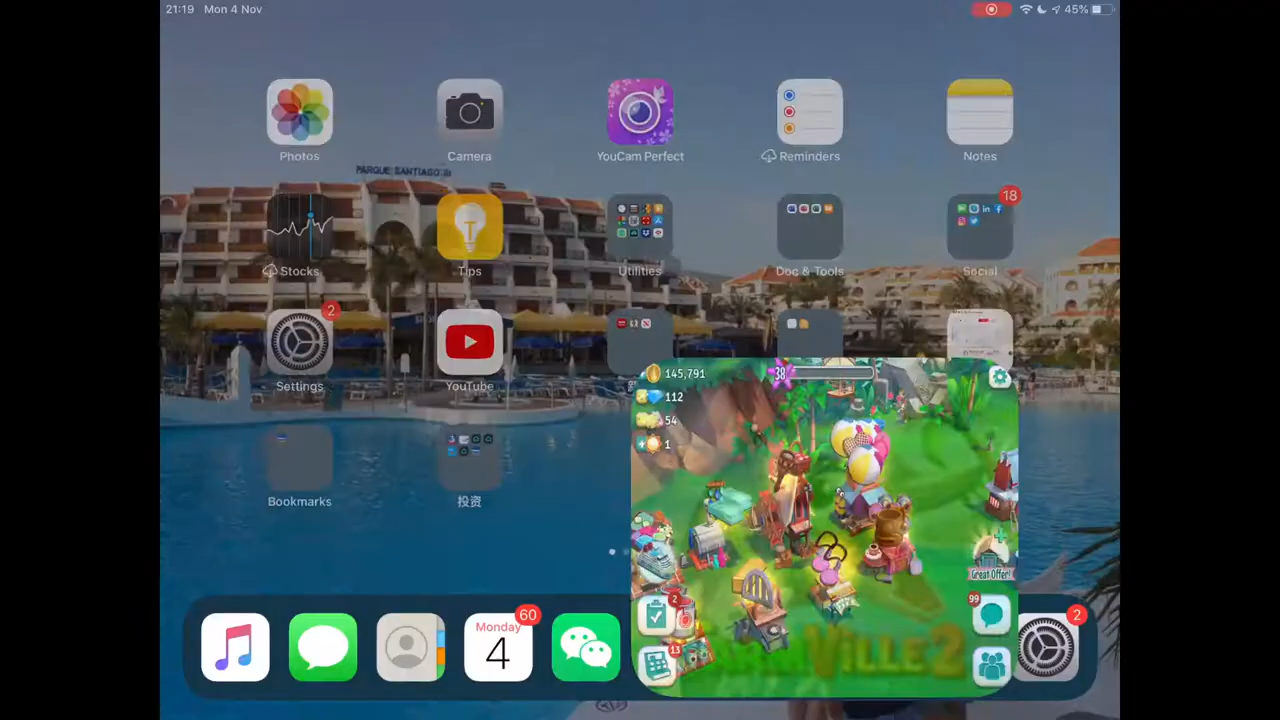 21:19 Mon 4 Nov
45%
Photos
Camera
YouCam Perfect
Reminders
Notes
PARQUE SANTIAGO III
18
Stocks
Tips
Utilities
Doc & Tools
Social
2
Settings
YouTube
145,791
38
112
54
1
Bookmarks
投资
Great Offer!
2
99
13
VILLE 2
Monday
4
60
2